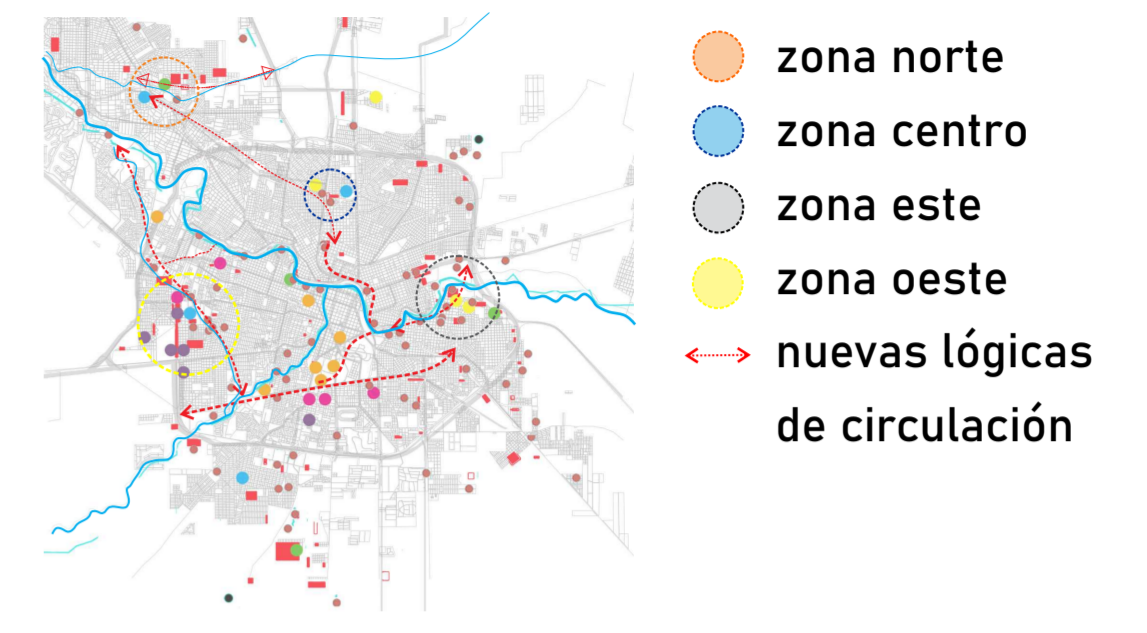 zona norte
zona centro
zona este
zona oeste
nuevas lógicas
de circulación